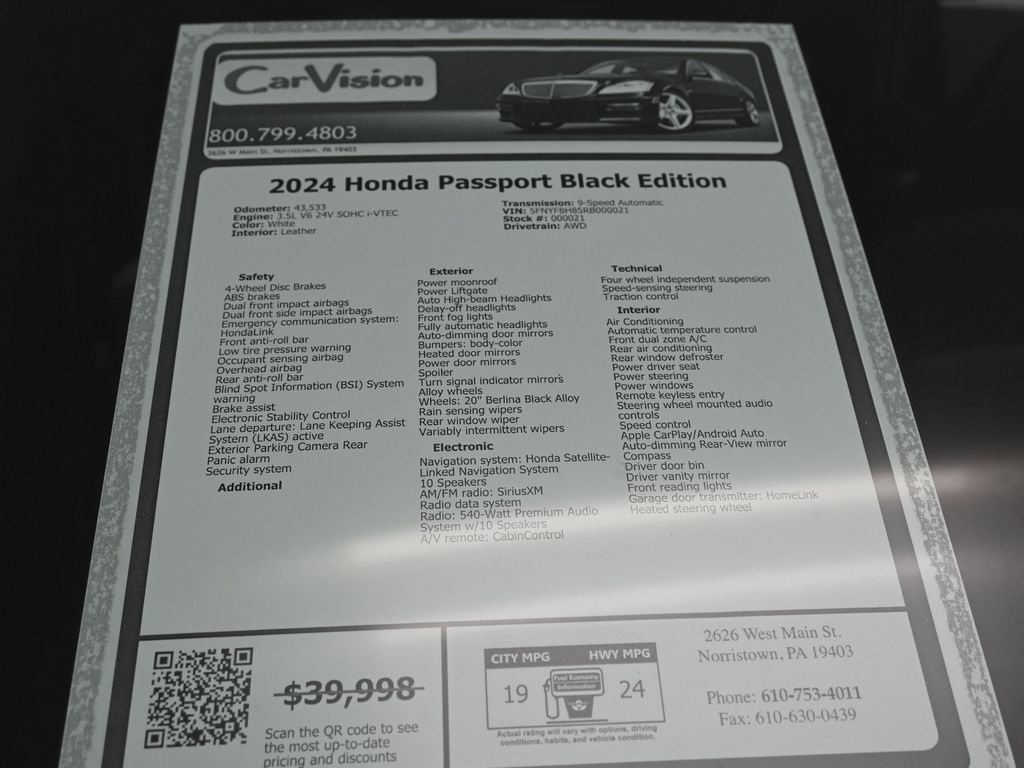 CarVision
800.799.4803
2626 W Main St, Norristown, PA 19403
2024 Honda Passport Black Edition
Odometer: 43,533
Engine: 3.5L V6 24V SOHC i-VTEC
Color: White
Interior: Leather
Transmission: 9-Speed Automatic
VIN: 5FNYF8H85RB000021
Stock #: 000021
Drivetrain: AWD
Safety
4-Wheel Disc Brakes
ABS brakes
Dual front impact airbags
Dual front side impact airbags
Emergency communication system:
HondaLink
Front anti-roll bar
Low tire pressure warning
Occupant sensing airbag
Overhead airbag
Rear anti-roll bar
Blind Spot Information (BSI) System
warning
Brake assist
Electronic Stability Control
Lane departure: Lane Keeping Assist
System (LKAS) active
Exterior Parking Camera Rear
Panic alarm
Security system
Additional
Exterior
Power moonroof
Power Liftgate
Auto High-beam Headlights
Delay-off headlights
Front fog lights
Fully automatic headlights
Auto-dimming door mirrors
Bumpers: body-color
Heated door mirrors
Power door mirrors
Spoiler
Turn signal indicator mirrors
Alloy wheels
Wheels: 20" Berlina Black Alloy
Rain sensing wipers
Rear window wiper
Variably intermittent wipers
Electronic
Navigation system: Honda Satellite-
Linked Navigation System
10 Speakers
AM/FM radio: SiriusXM
Radio data system
Radio: 540-Watt Premium Audio
System w/10 Speakers
A/V remote: CabinControl
Technical
Four wheel independent suspension
Speed-sensing steering
Traction control
Interior
Air Conditioning
Automatic temperature control
Front dual zone A/C
Rear air conditioning
Rear window defroster
Power driver seat
Power steering
Power windows
Remote keyless entry
Steering wheel mounted audio
controls
Speed control
Apple CarPlay/Android Auto
Auto-dimming Rear-View mirror
Compass
Driver door bin
Driver vanity mirror
Front reading lights
Garage door transmitter: HomeLink
Heated steering wheel
$39,998
Scan the QR code to see
the most up-to-date
pricing and discounts
CITY MPG
HWY MPG
19
Fuel Economy
Information
24
Actual rating will vary with options, driving
conditions, habits, and vehicle condition.
2626 West Main St.
Norristown, PA 19403
Phone: 610-753-4011
Fax: 610-630-0439